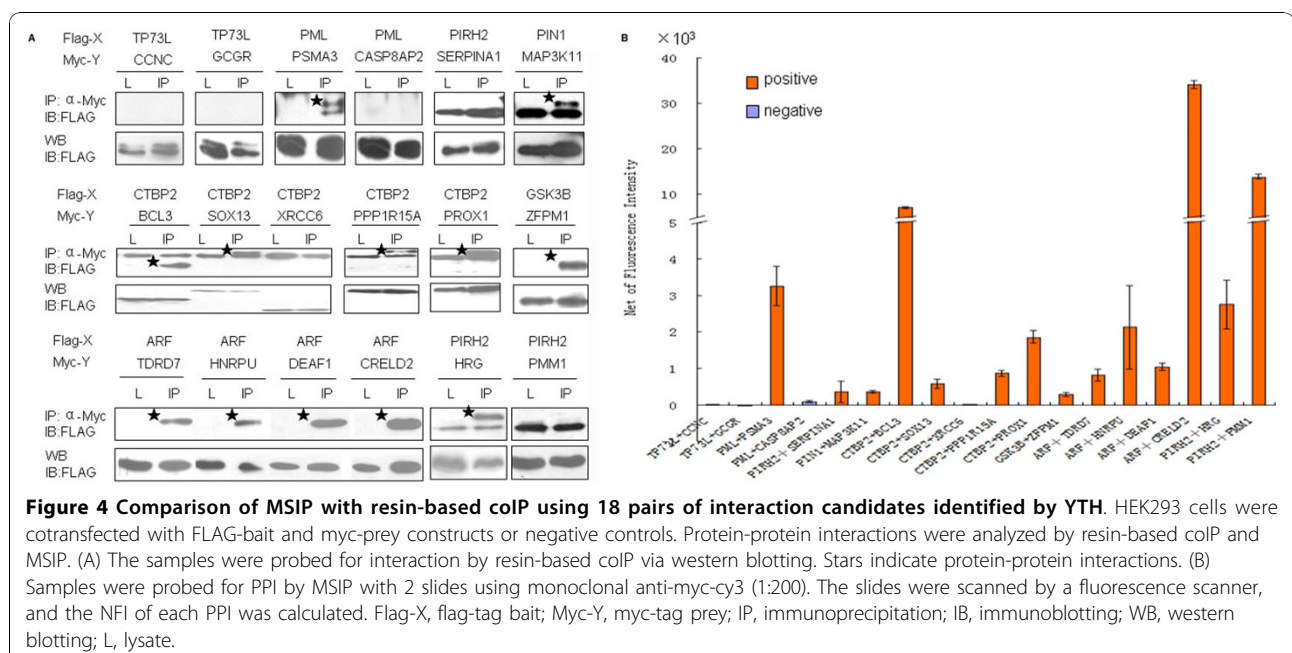 A
Flag-X TP73L TP73L PML PML PIRH2 PIN1
Myc-Y CCNC GCGR PSMA3 CASP8AP2 SERPINA1 MAP3K11
L IP L IP L IP L IP L IP L IP
IP: α-Myc
IB:FLAG
WB
IB:FLAG
Flag-X CTBP2 CTBP2 CTBP2 CTBP2 CTBP2 GSK3B
Myc-Y BCL3 SOX13 XRCC6 PPP1R15A PROX1 ZFPM1
L IP L IP L IP L IP L IP L IP
IP: α-Myc
IB:FLAG
WB
IB:FLAG
Flag-X ARF ARF ARF ARF PIRH2 PIRH2
Myc-Y TDRD7 HNRPU DEAF1 CRELD2 HRG PMM1
L IP L IP L IP L IP L IP L IP
IP: α-Myc
IB:FLAG
WB
IB:FLAG
B
×10³
40
30
20
10
5
4
3
2
1
0
Net of Fluorescence Intensity
positive
negative
TP73L+CCNC
TP73L+GCGR
PML+PSMA3
PML+CASP8AP2
PIRH2+SERPINA1
PIN1+MAP3K11
CTBP2+BCL3
CTBP2+SOX13
CTBP2+XRCC6
CTBP2+PPP1R15A
CTBP2+PROX1
GSK3B+ZFPM1
ARF+TDRD7
ARF+HNRPU
ARF+DEAF1
ARF+CRELD2
PIRH2+HRG
PIRH2+PMM1
Figure 4 Comparison of MSIP with resin-based coIP using 18 pairs of interaction candidates identified by YTH. HEK293 cells were
cotransfected with FLAG-bait and myc-prey constructs or negative controls. Protein-protein interactions were analyzed by resin-based coIP and
MSIP. (A) The samples were probed for interaction by resin-based coIP via western blotting. Stars indicate protein-protein interactions. (B)
Samples were probed for PPI by MSIP with 2 slides using monoclonal anti-myc-cy3 (1:200). The slides were scanned by a fluorescence scanner,
and the NFI of each PPI was calculated. Flag-X, flag-tag bait; Myc-Y, myc-tag prey; IP, immunoprecipitation; IB, immunoblotting; WB, western
blotting; L, lysate.